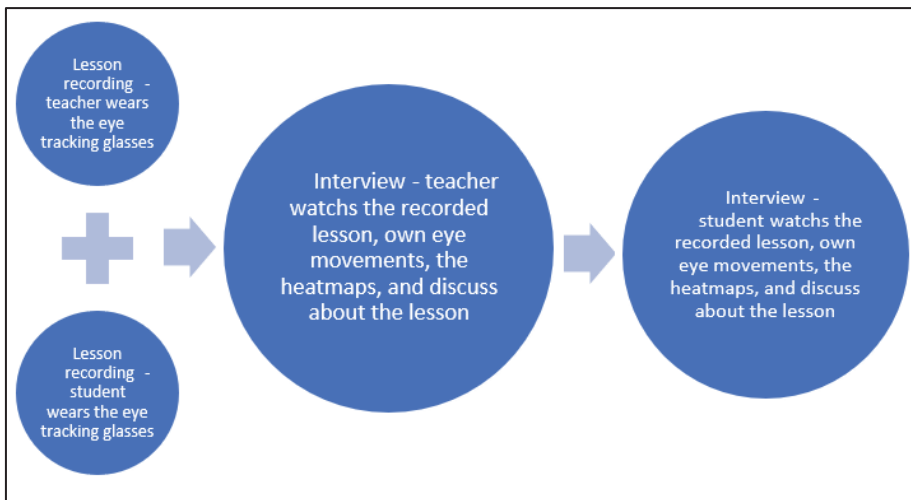 Lesson
recording -
teacher wears
the eye
tracking glasses
Lesson
recording -
student
wears the eye
tracking glasses
Interview - teacher
watchs the recorded
lesson, own eye
movements, the
heatmaps, and discuss
about the lesson
Interview -
student watchs the
recorded lesson, own
eye movements, the
heatmaps, and discuss
about the lesson